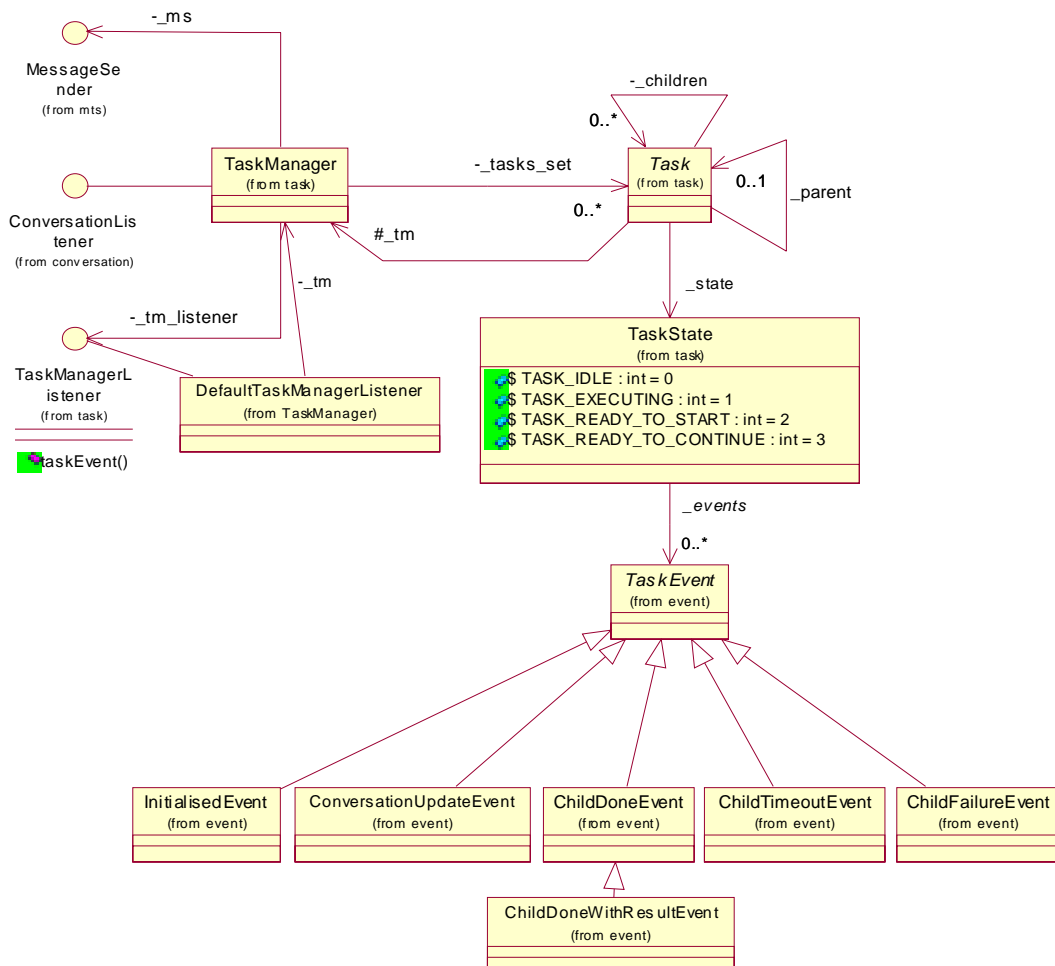 -_ms
MessageSe
nder
(from mts)
-_children
0..*
TaskManager
(from task)
-_tasks_set
0..*
Task
(from task)
0..1
_parent
ConversationLis
tener
(from conversation)
#_tm
-_tm
_state
-_tm_listener
TaskManagerL
istener
(from task)
taskEvent()
DefaultTaskManagerListener
(from TaskManager)
TaskState
(from task)
$ TASK_IDLE : int = 0
$ TASK_EXECUTING : int = 1
$ TASK_READY_TO_START : int = 2
$ TASK_READY_TO_CONTINUE : int = 3
_events
0..*
TaskEvent
(from event)
InitialisedEvent
(from event)
ConversationUpdateEvent
(from event)
ChildDoneEvent
(from event)
ChildTimeoutEvent
(from event)
ChildFailureEvent
(from event)
ChildDoneWithResultEvent
(from event)